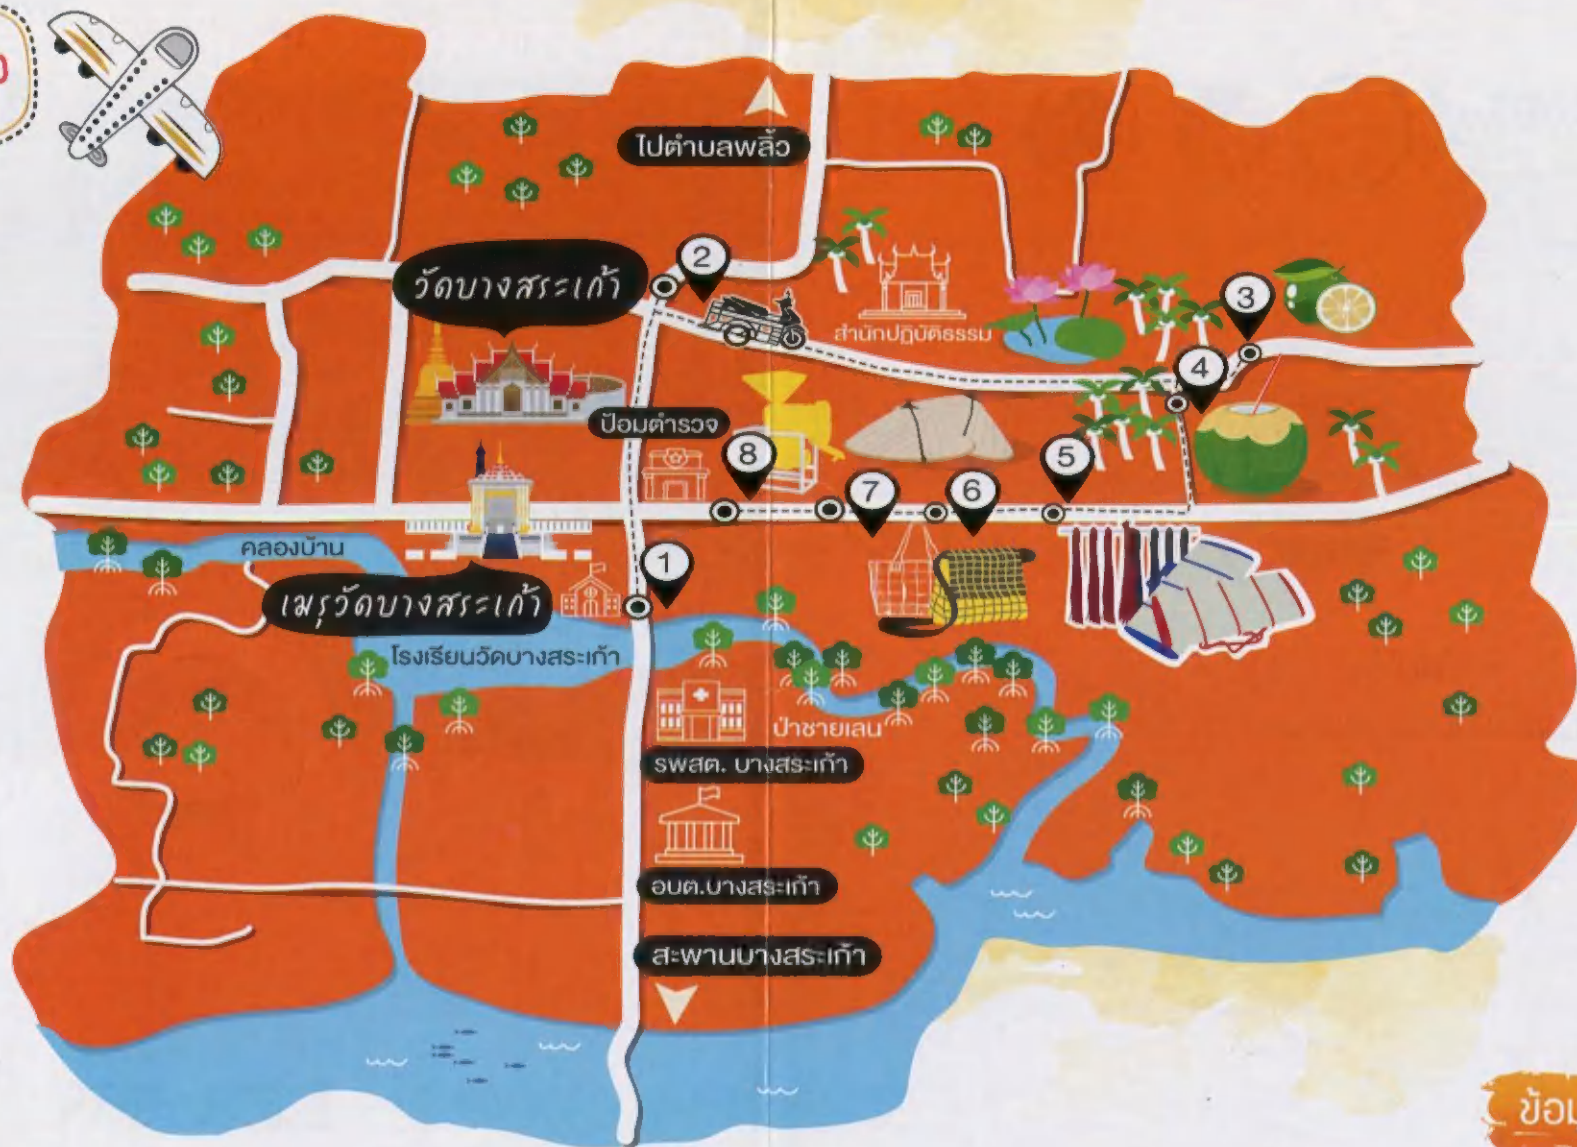 ไปตำบลพลิ้ว
2
วัดบางสระเก้า
3
สำนักปฏิบัติธรรม
4
ป้อมตำรวจ
8
7
6
5
คลองบ้าน
1
เมรุวัดบางสระเก้า
โรงเรียนวัดบางสระเก้า
ป่าชายเลน
รพสต. บางสระเก้า
อบต.บางสระเก้า
สะพานบางสระเก้า